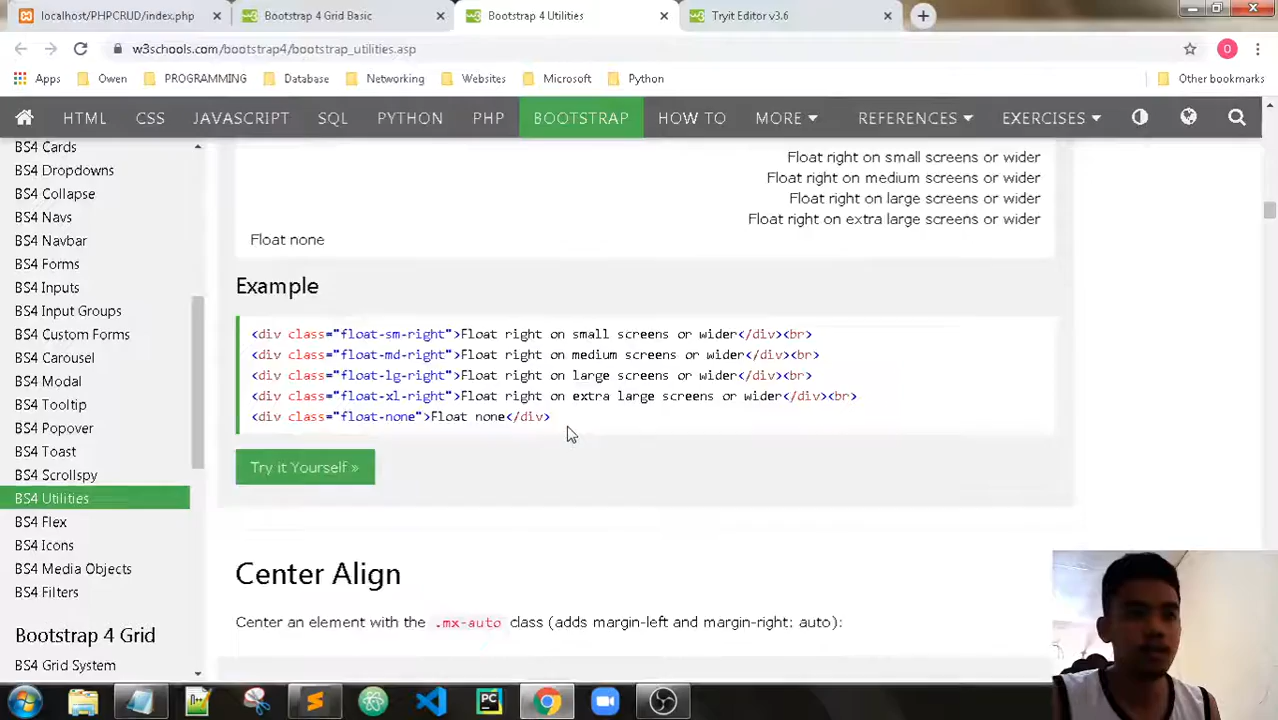 localhost/PHPCRUD/index.php
Bootstrap 4 Grid Basic
Bootstrap 4 Utilities
Tryit Editor v3.6
w3schools.com/bootstrap4/bootstrap_utilities.asp
O
Apps Owen PROGRAMMING Database Networking Websites Microsoft Python Other bookmarks
HTML CSS JAVASCRIPT SQL PYTHON PHP BOOTSTRAP HOW TO MORE REFERENCES EXERCISES
BS4 Cards
BS4 Dropdowns
BS4 Collapse
BS4 Navs
BS4 Navbar
BS4 Forms
BS4 Inputs
BS4 Input Groups
BS4 Custom Forms
BS4 Carousel
BS4 Modal
BS4 Tooltip
BS4 Popover
BS4 Toast
BS4 Scrollspy
BS4 Utilities
BS4 Flex
BS4 Icons
BS4 Media Objects
BS4 Filters
Bootstrap 4 Grid
BS4 Grid System
Float right on small screens or wider
Float right on medium screens or wider
Float right on large screens or wider
Float right on extra large screens or wider
Float none
Example
<div class="float-sm-right">Float right on small screens or wider</div><br>
<div class="float-md-right">Float right on medium screens or wider</div><br>
<div class="float-lg-right">Float right on large screens or wider</div><br>
<div class="float-xl-right">Float right on extra large screens or wider</div><br>
<div class="float-none">Float none</div>
Try it Yourself »
Center Align
Center an element with the .mx-auto class (adds margin-left and margin-right: auto):
PC